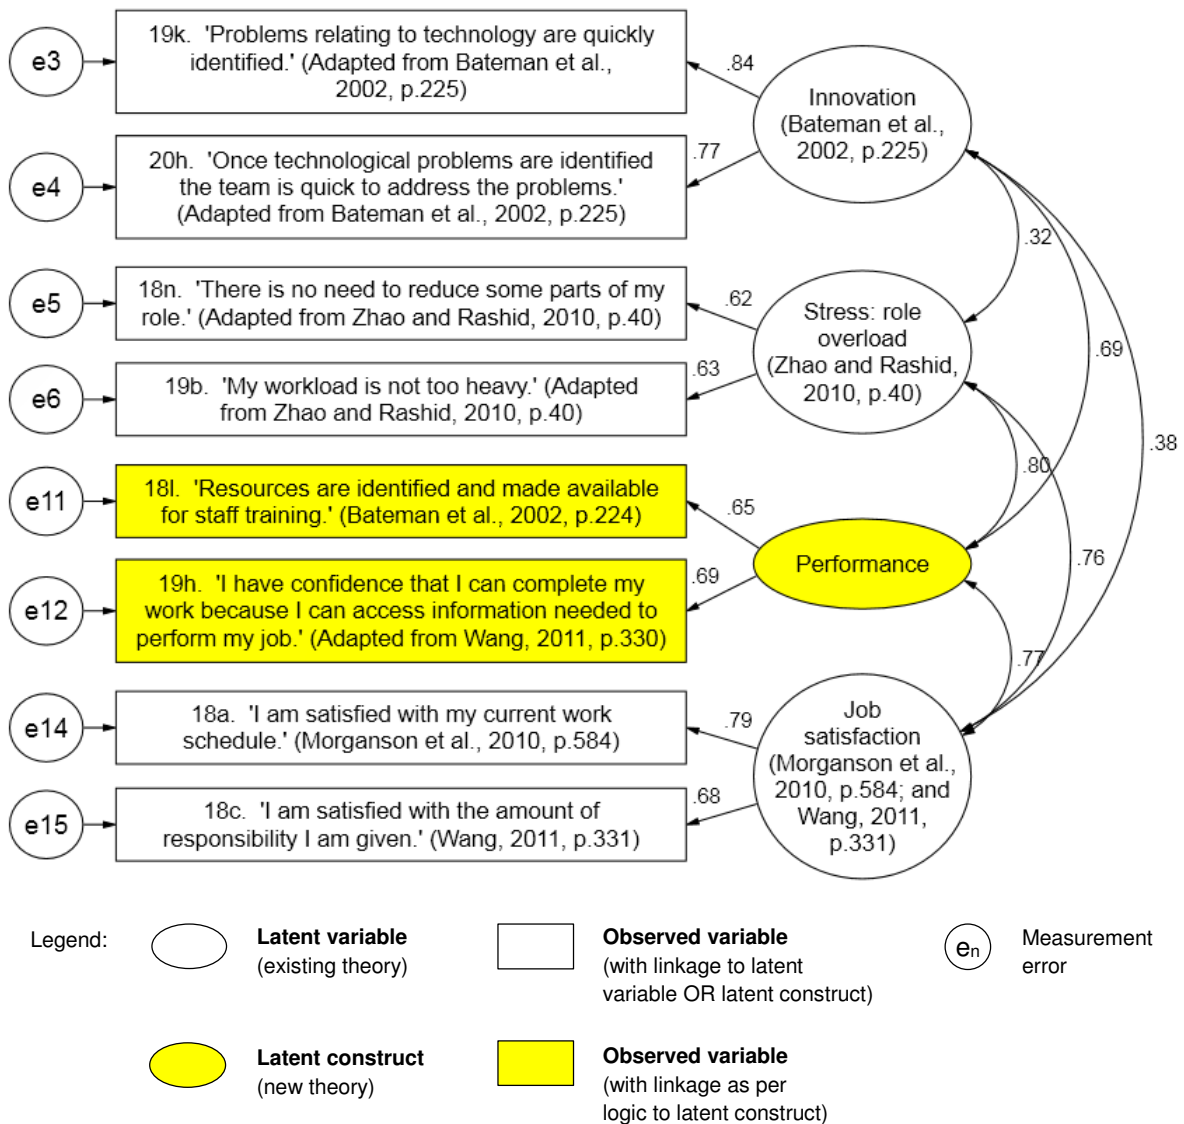 e3
19k. 'Problems relating to technology are quickly
identified.' (Adapted from Bateman et al.,
2002, p.225)
.84
Innovation
(Bateman et al.,
2002, p.225)
e4
20h. 'Once technological problems are identified
the team is quick to address the problems.'
(Adapted from Bateman et al., 2002, p.225)
.77
.32
e5
18n. 'There is no need to reduce some parts of my
role.' (Adapted from Zhao and Rashid, 2010, p.40)
.62
Stress: role
overload
(Zhao and Rashid,
2010, p.40)
.69
e6
19b. 'My workload is not too heavy.' (Adapted
from Zhao and Rashid, 2010, p.40)
.63
.38
.80
e11
18l. 'Resources are identified and made available
for staff training.' (Bateman et al., 2002, p.224)
.65
Performance
.76
e12
19h. 'I have confidence that I can complete my
work because I can access information needed to
perform my job.' (Adapted from Wang, 2011, p.330)
.69
.77
e14
18a. 'I am satisfied with my current work
schedule.' (Morganson et al., 2010, p.584)
.79
Job
satisfaction
(Morganson et al.,
2010, p.584; and
Wang, 2011,
p.331)
e15
18c. 'I am satisfied with the amount of
responsibility I am given.' (Wang, 2011, p.331)
.68
Legend:
Latent variable
(existing theory)
Observed variable
(with linkage to latent
variable OR latent construct)
en
Measurement
error
Latent construct
(new theory)
Observed variable
(with linkage as per
logic to latent construct)